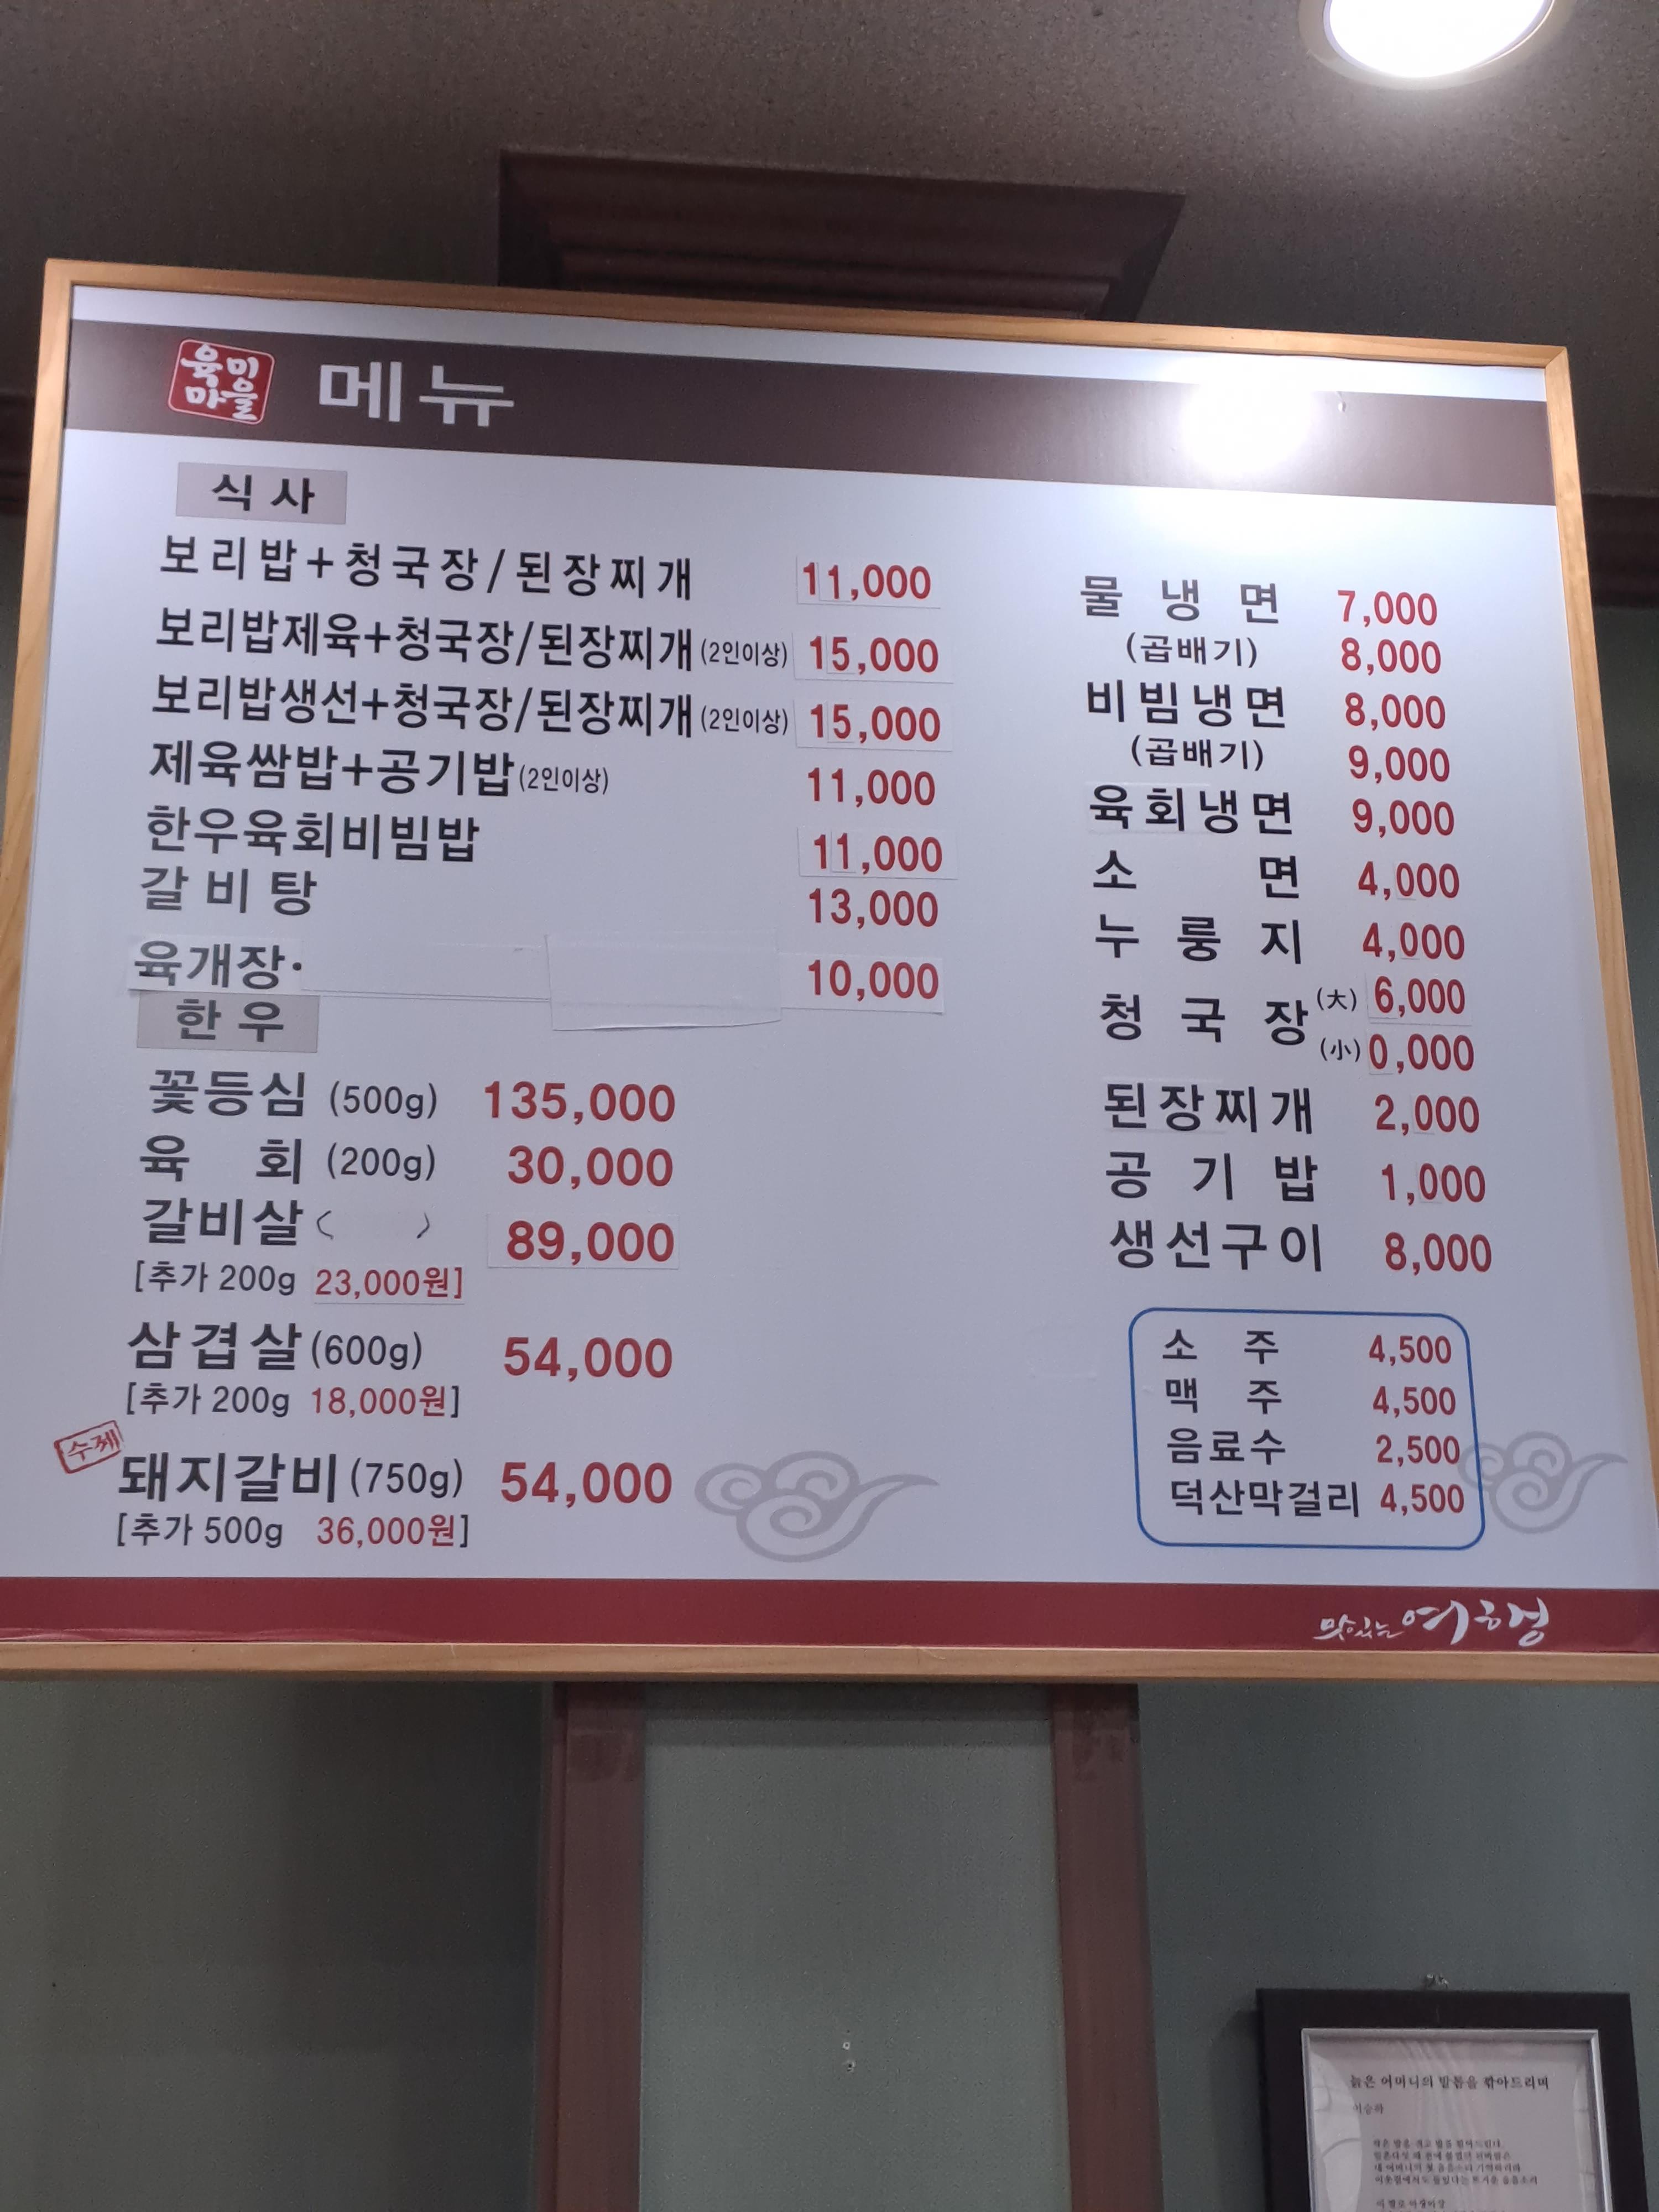 육미
마을
메뉴
식사
보리밥+청국장/된장찌개 11,000
보리밥제육+청국장/된장찌개(2인이상) 15,000
보리밥생선+청국장/된장찌개(2인이상) 15,000
제육쌈밥+공기밥(2인이상) 11,000
한우육회비빔밥 11,000
갈비탕 13,000
육개장· 10,000
한우
꽃등심 (500g) 135,000
육회 (200g) 30,000
갈비살( ) 89,000
[추가 200g 23,000원]
삼겹살(600g) 54,000
[추가 200g 18,000원]
수제
돼지갈비(750g) 54,000
[추가 500g 36,000원]
물냉면 7,000
(곱배기) 8,000
비빔냉면 8,000
(곱배기) 9,000
육회냉면 9,000
소면 4,000
누룽지 4,000
청국장 (大) 6,000
(小) 0,000
된장찌개 2,000
공기밥 1,000
생선구이 8,000
소주 4,500
맥주 4,500
음료수 2,500
덕산막걸리 4,500
맛있는 여행
늙은 어머니의 발톱을 깎아드리며
이승하